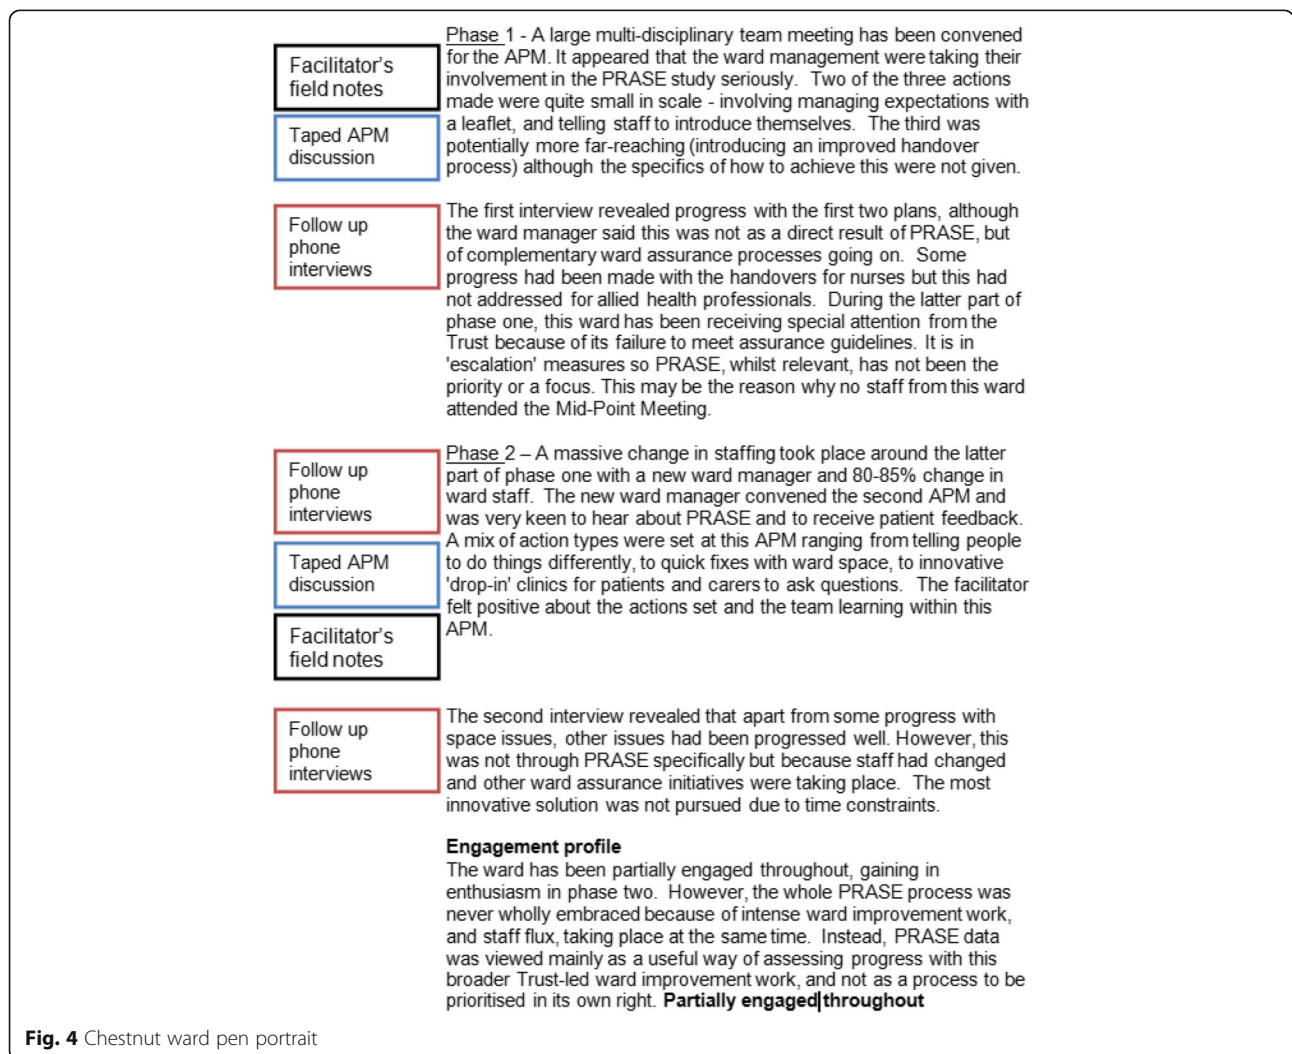 Facilitator's
field notes
Taped APM
discussion
Phase 1 - A large multi-disciplinary team meeting has been convened
for the APM. It appeared that the ward management were taking their
involvement in the PRASE study seriously. Two of the three actions
made were quite small in scale - involving managing expectations with
a leaflet, and telling staff to introduce themselves. The third was
potentially more far-reaching (introducing an improved handover
process) although the specifics of how to achieve this were not given.
Follow up
phone
interviews
The first interview revealed progress with the first two plans, although
the ward manager said this was not as a direct result of PRASE, but
of complementary ward assurance processes going on. Some
progress had been made with the handovers for nurses but this had
not addressed for allied health professionals. During the latter part of
phase one, this ward has been receiving special attention from the
Trust because of its failure to meet assurance guidelines. It is in
'escalation' measures so PRASE, whilst relevant, has not been the
priority or a focus. This may be the reason why no staff from this ward
attended the Mid-Point Meeting.
Follow up
phone
interviews
Taped APM
discussion
Facilitator's
field notes
Phase 2 – A massive change in staffing took place around the latter
part of phase one with a new ward manager and 80-85% change in
ward staff. The new ward manager convened the second APM and
was very keen to hear about PRASE and to receive patient feedback.
A mix of action types were set at this APM ranging from telling people
to do things differently, to quick fixes with ward space, to innovative
'drop-in' clinics for patients and carers to ask questions. The facilitator
felt positive about the actions set and the team learning within this
APM.
Follow up
phone
interviews
The second interview revealed that apart from some progress with
space issues, other issues had been progressed well. However, this
was not through PRASE specifically but because staff had changed
and other ward assurance initiatives were taking place. The most
innovative solution was not pursued due to time constraints.
Engagement profile
The ward has been partially engaged throughout, gaining in
enthusiasm in phase two. However, the whole PRASE process was
never wholly embraced because of intense ward improvement work,
and staff flux, taking place at the same time. Instead, PRASE data
was viewed mainly as a useful way of assessing progress with this
broader Trust-led ward improvement work, and not as a process to be
prioritised in its own right. Partially engaged throughout
Fig. 4 Chestnut ward pen portrait